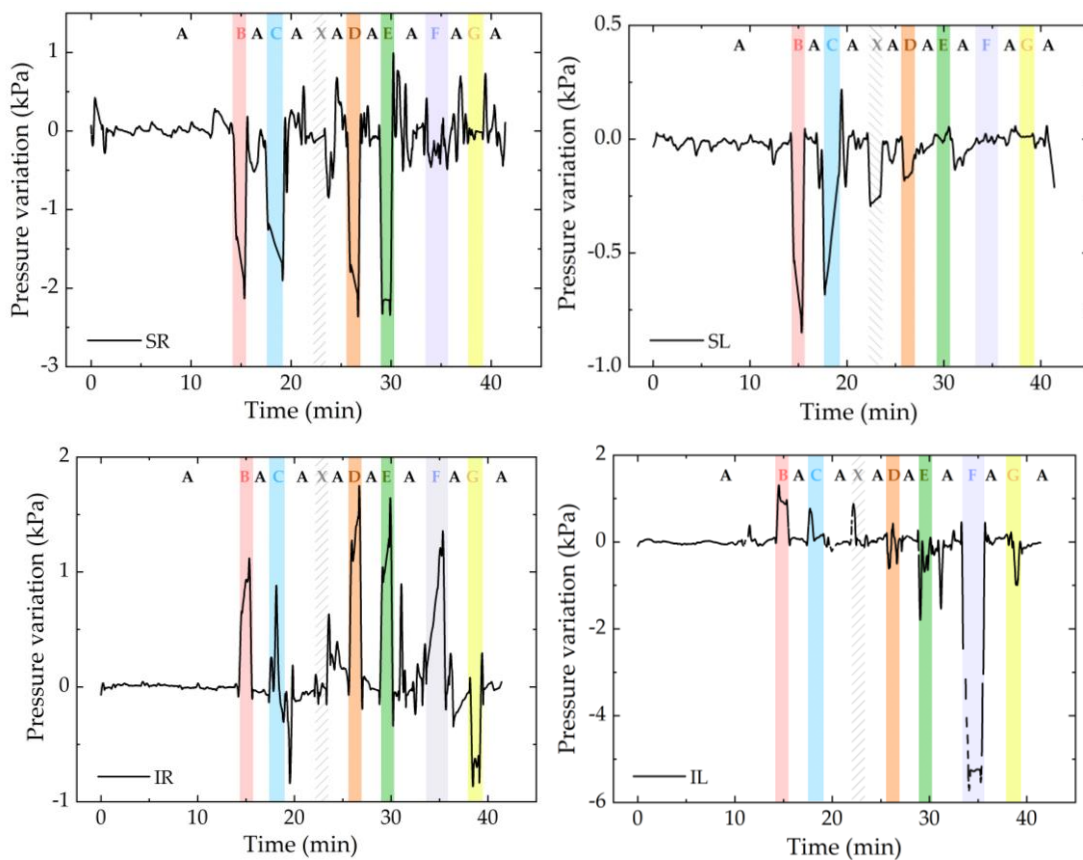 A B A C A X A D A E A F A G A
Pressure variation (kPa)
1
0
-1
-2
-3
SR
0 10 20 30 40
Time (min)
A B A C A X A D A E A F A G A
Pressure variation (kPa)
0.5
0.0
-0.5
-1.0
SL
0 10 20 30 40
Time (min)
A B A C A X A D A E A F A G A
Pressure variation (kPa)
2
1
0
-1
IR
0 10 20 30 40
Time (min)
A B A C A X A D A E A F A G A
Pressure variation (kPa)
2
0
-2
-4
-6
IL
0 10 20 30 40
Time (min)